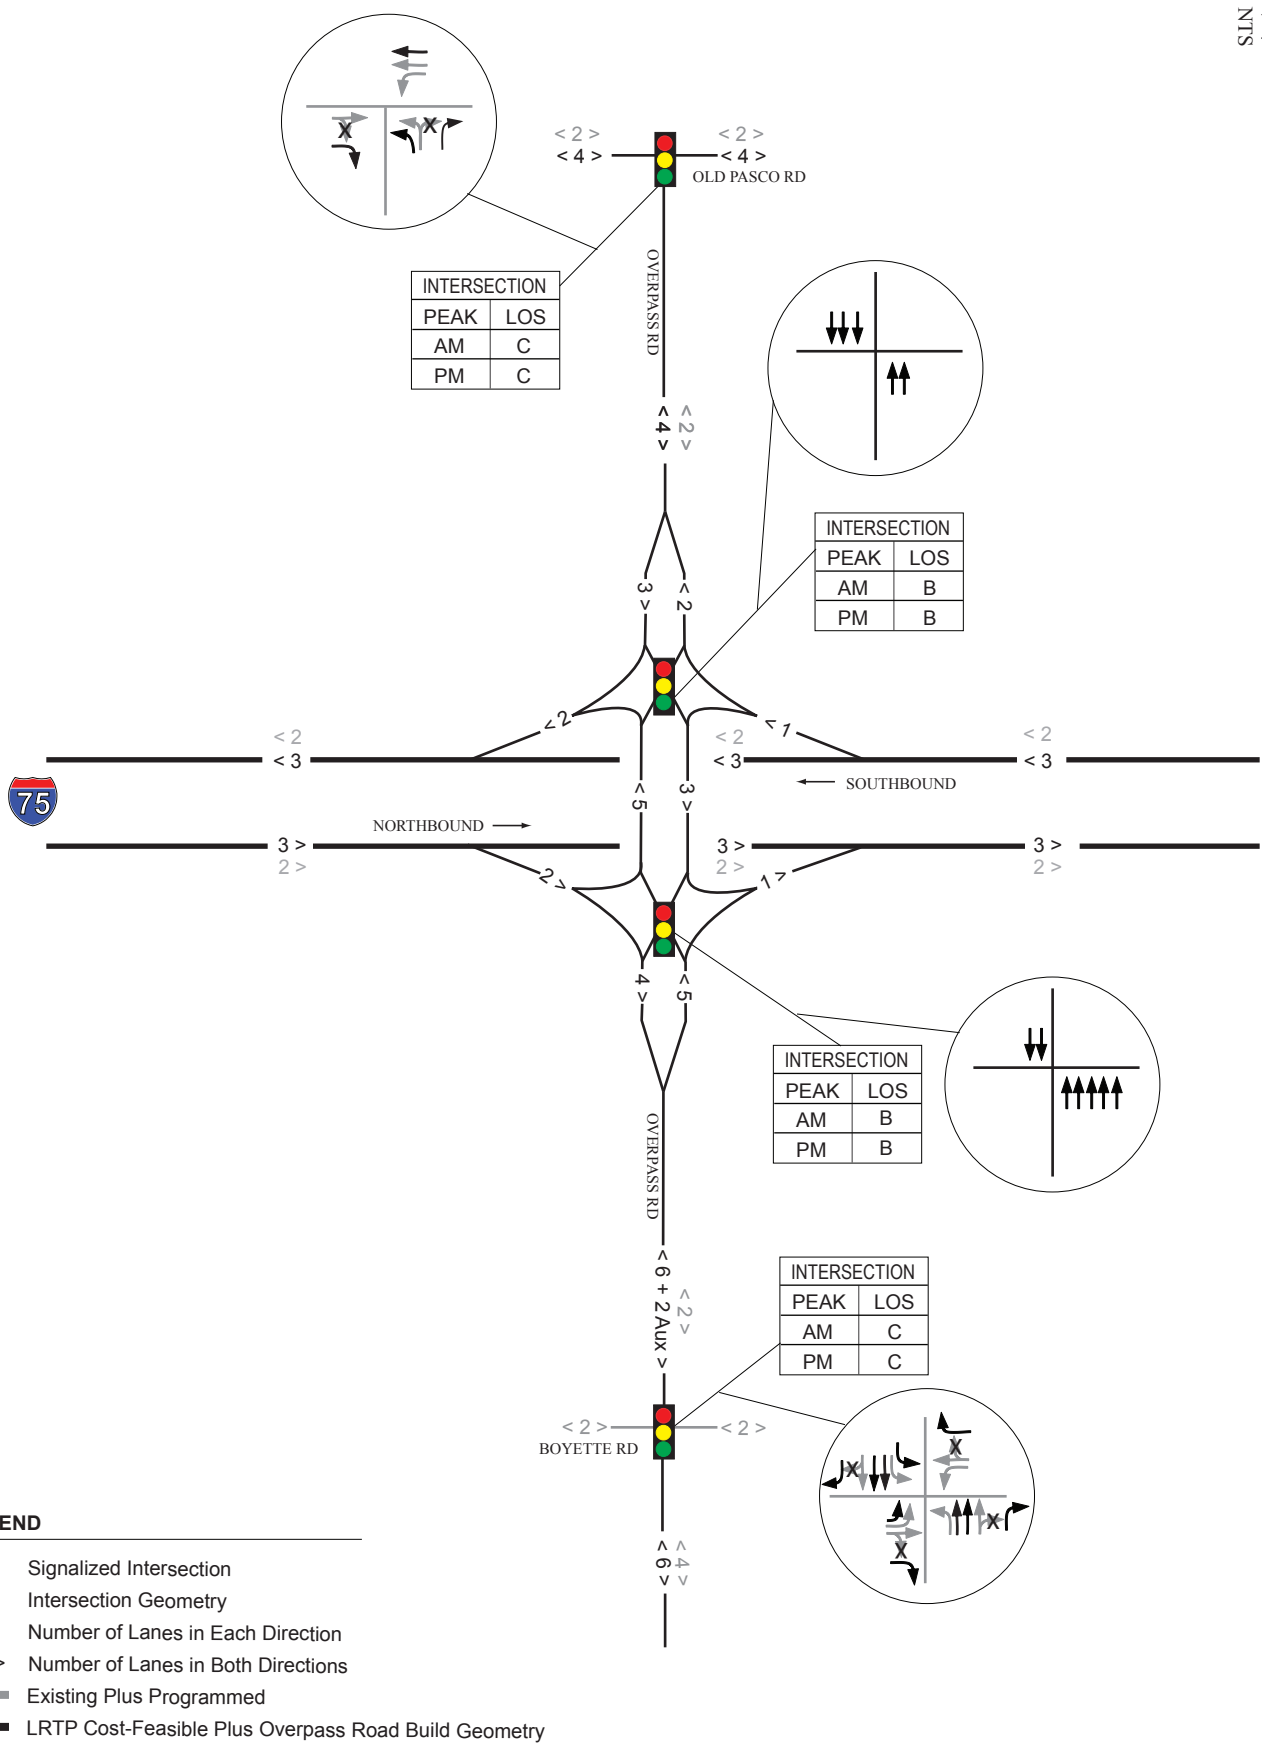 NTS
< 2 >
< 4 >
< 2 >
< 4 >
OLD PASCO RD
OVERPASS RD
INTERSECTION
PEAK LOS
AM C
PM C
X
X
< 4 >
< 2 >
INTERSECTION
PEAK LOS
AM B
PM B
3 >
< 2
< 2
< 1
< 2
< 3
< 2
< 3
< 2
< 3
75
SOUTHBOUND
NORTHBOUND
< 5
3 >
3 >
2 >
3 >
2 >
3 >
2 >
2 >
1 >
4 >
< 5
INTERSECTION
PEAK LOS
AM B
PM B
OVERPASS RD
< 6 + 2 Aux >
< 2 >
INTERSECTION
PEAK LOS
AM C
PM C
< 2 >
< 2 >
BOYETTE RD
X
X
X
X
< 6 >
< 4 >
END
Signalized Intersection
Intersection Geometry
Number of Lanes in Each Direction
> Number of Lanes in Both Directions
Existing Plus Programmed
LRTP Cost-Feasible Plus Overpass Road Build Geometry